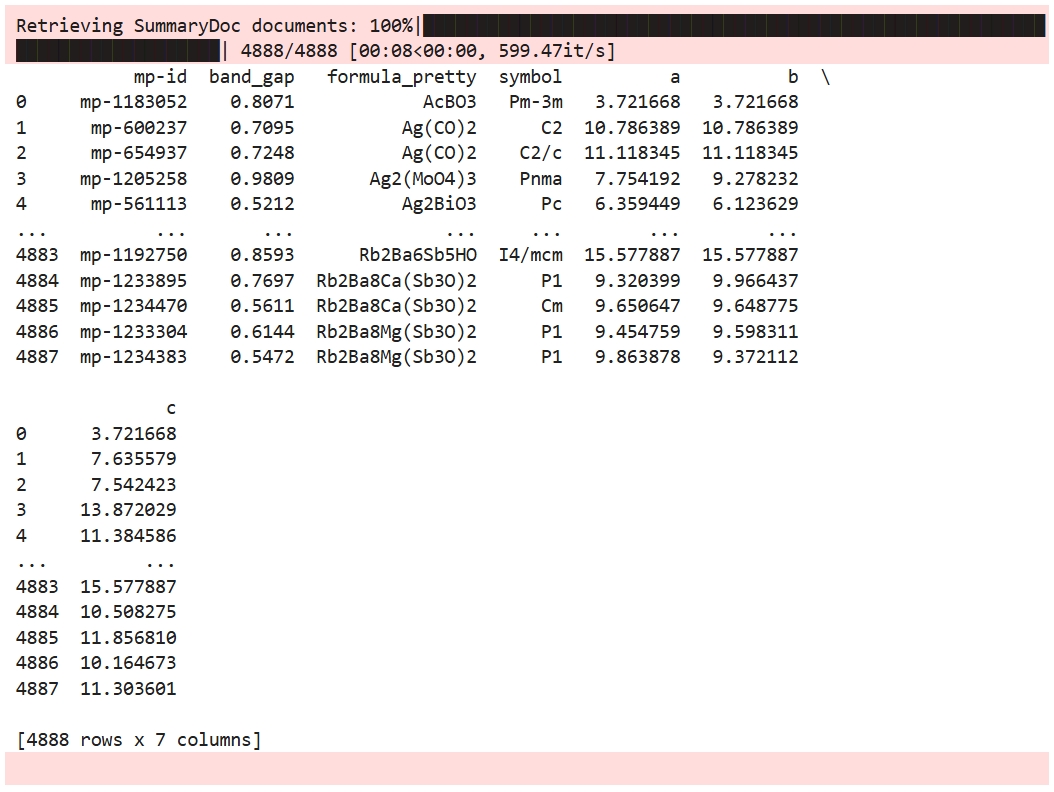 Retrieving SummaryDoc documents: 100%|
| 4888/4888 [00:08<00:00, 599.47it/s]
mp-id band_gap formula_pretty symbol a b \
0 mp-1183052 0.8071 AcBO3 Pm-3m 3.721668 3.721668
1 mp-600237 0.7095 Ag(CO)2 C2 10.786389 10.786389
2 mp-654937 0.7248 Ag(CO)2 C2/c 11.118345 11.118345
3 mp-1205258 0.9809 Ag2(MoO4)3 Pnma 7.754192 9.278232
4 mp-561113 0.5212 Ag2BiO3 Pc 6.359449 6.123629
... ... ... ... ... ... ...
4883 mp-1192750 0.8593 Rb2Ba6Sb5HO I4/mcm 15.577887 15.577887
4884 mp-1233895 0.7697 Rb2Ba8Ca(Sb3O)2 P1 9.320399 9.966437
4885 mp-1234470 0.5611 Rb2Ba8Ca(Sb3O)2 Cm 9.650647 9.648775
4886 mp-1233304 0.6144 Rb2Ba8Mg(Sb3O)2 P1 9.454759 9.598311
4887 mp-1234383 0.5472 Rb2Ba8Mg(Sb3O)2 P1 9.863878 9.372112
c
0 3.721668
1 7.635579
2 7.542423
3 13.872029
4 11.384586
... ...
4883 15.577887
4884 10.508275
4885 11.856810
4886 10.164673
4887 11.303601
[4888 rows x 7 columns]